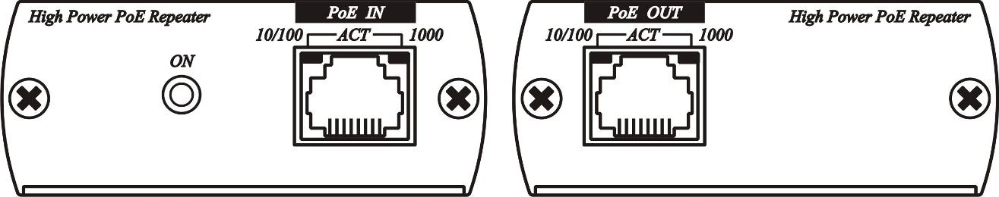 High Power PoE Repeater
PoE IN
10/100 ACT 1000
ON
PoE OUT
High Power PoE Repeater
10/100 ACT 1000